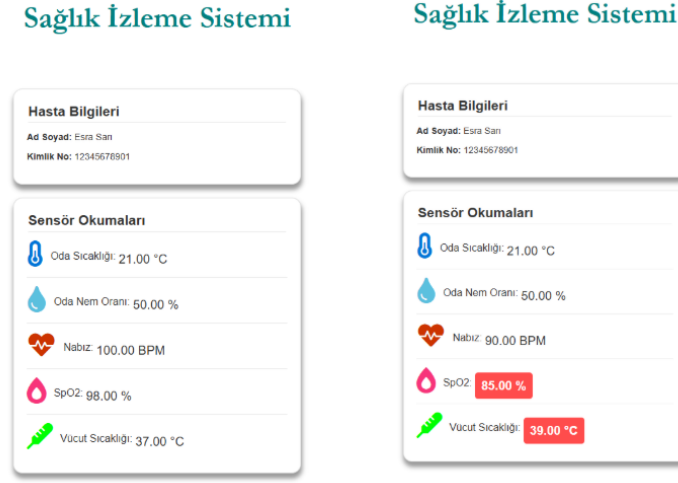 Sağlık İzleme Sistemi
Hasta Bilgileri
Ad Soyad: Esra Sarı
Kimlik No: 12345678901
Sensör Okumaları
Oda Sıcaklığı: 21.00 °C
Oda Nem Oranı: 50.00 %
Nabız: 100.00 BPM
SpO2: 98.00 %
Vücut Sıcaklığı: 37.00 °C
Sağlık İzleme Sistemi
Hasta Bilgileri
Ad Soyad: Esra Sarı
Kimlik No: 12345678901
Sensör Okumaları
Oda Sıcaklığı: 21.00 °C
Oda Nem Oranı: 50.00 %
Nabız: 90.00 BPM
SpO2: 85.00 %
Vücut Sıcaklığı: 39.00 °C